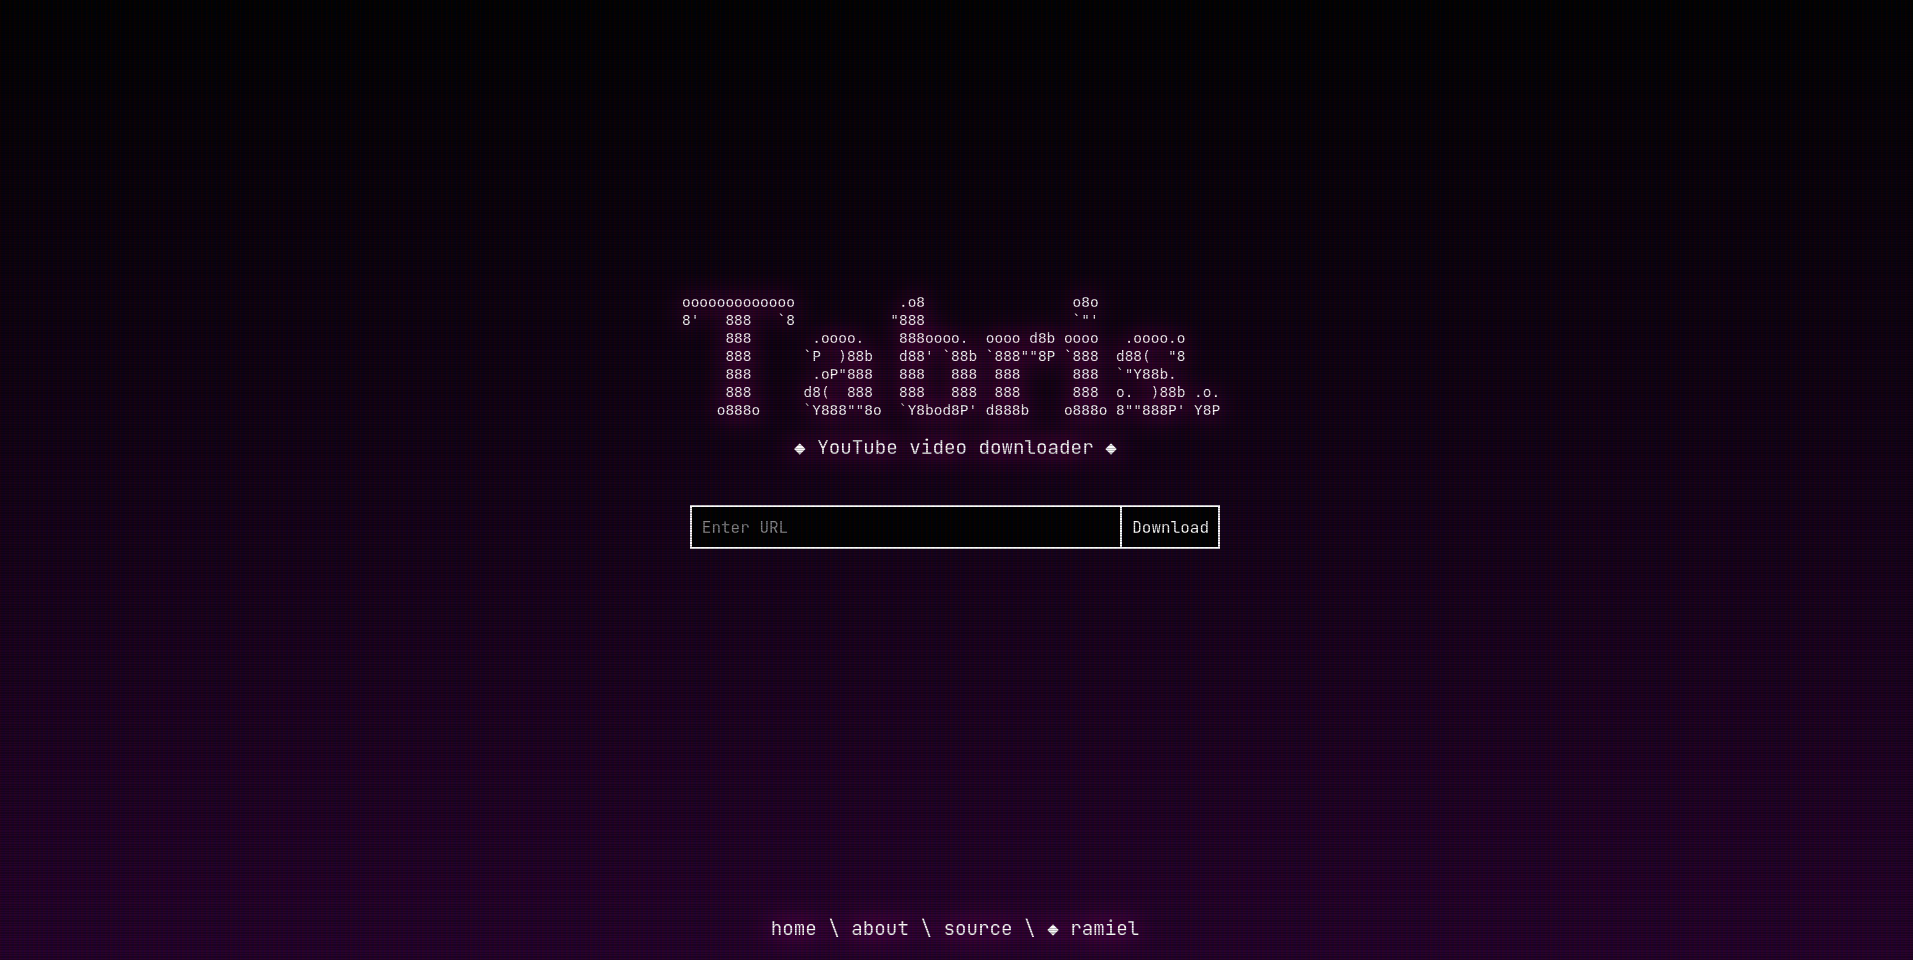 ooooooooooooo            .o8                 o8o
8'   888   `8           "888                 `"'
     888       .oooo.    888oooo.  oooo d8b oooo   .oooo.o
     888      `P  )88b   d88' `88b `888""8P `888  d88(  "8
     888       .oP"888   888   888  888      888  `"Y88b.
     888      d8(  888   888   888  888      888  o.  )88b .o.
    o888o     `Y888""8o  `Y8bod8P' d888b    o888o 8""888P' Y8P
◆ YouTube video downloader ◆
Enter URL Download
home \ about \ source \ ◆ ramiel